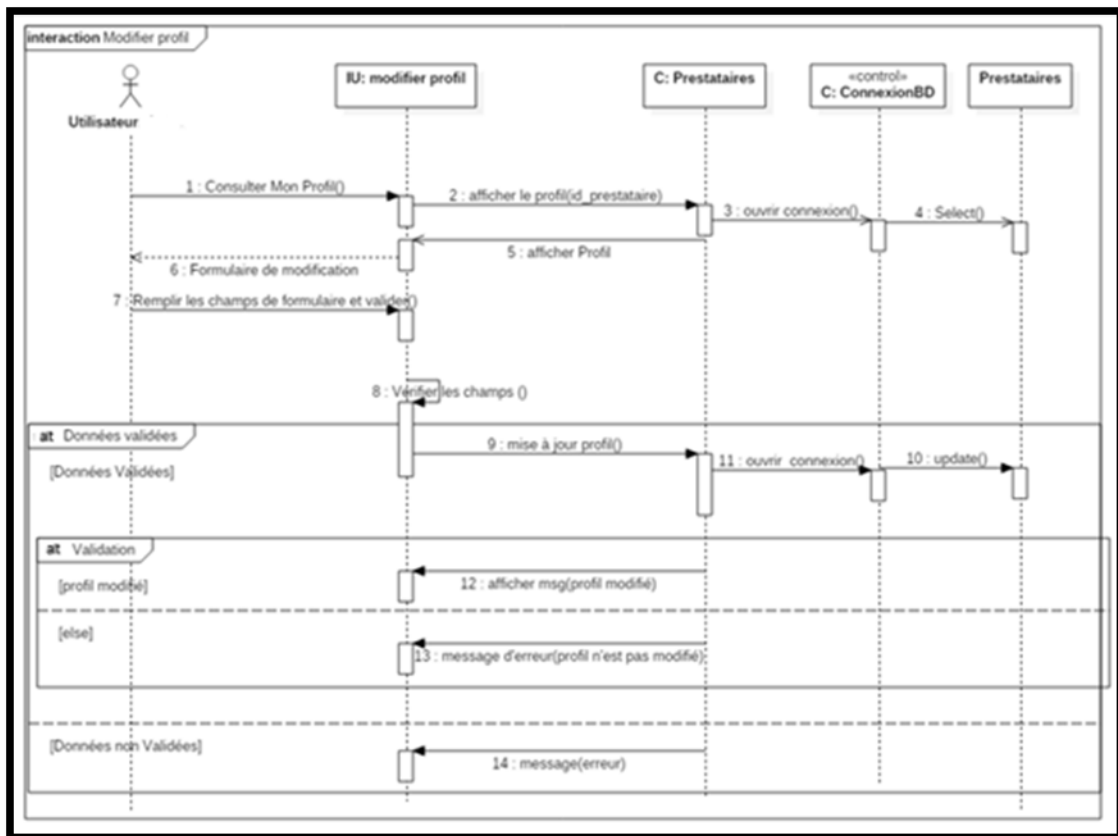 interaction Modifier profil
Utilisateur
IU: modifier profil
C: Prestataires
«control»
C: ConnexionBD
Prestataires
1 : Consulter Mon Profil()
2 : afficher le profil(id_prestataire)
3 : ouvrir connexion()
4 : Select()
5 : afficher Profil
6 : Formulaire de modification
7 : Remplir les champs de formulaire et valider()
8 : Vérifier les champs ()
at Données validées
[Données Validées]
9 : mise à jour profil()
11 : ouvrir connexion()
10 : update()
at Validation
[profil modifié]
12 : afficher msg(profil modifié)
[else]
13 : message d'erreur(profil n'est pas modifié)
[Données non Validées]
14 : message(erreur)